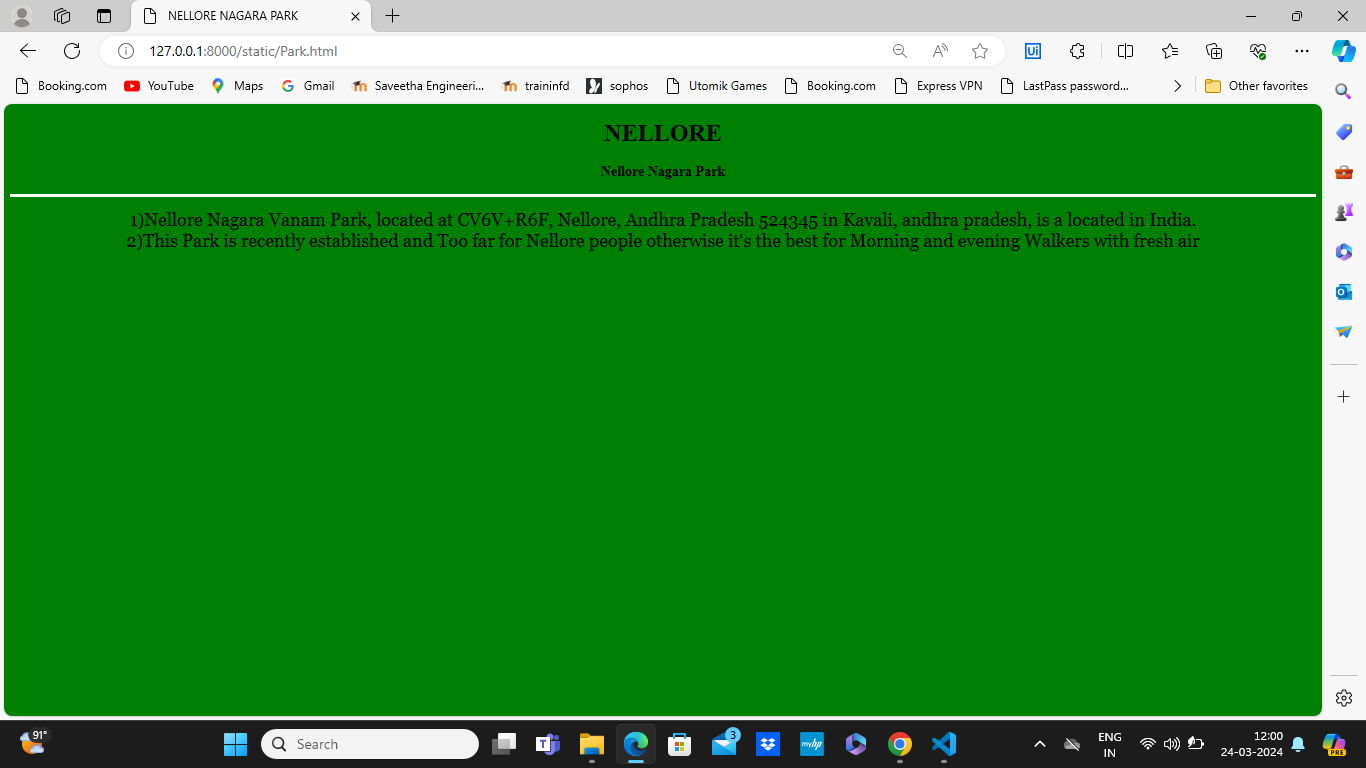 NELLORE NAGARA PARK
127.0.0.1:8000/static/Park.html
Booking.com YouTube Maps Gmail Saveetha Engineeri... traininfd sophos Utomik Games Booking.com Express VPN LastPass password... Other favorites
NELLORE
Nellore Nagara Park
1)Nellore Nagara Vanam Park, located at CV6V+R6F, Nellore, Andhra Pradesh 524345 in Kavali, andhra pradesh, is a located in India.
2)This Park is recently established and Too far for Nellore people otherwise it's the best for Morning and evening Walkers with fresh air
91° Search myhp 3 ENG 12:00
IN 24-03-2024 PRE